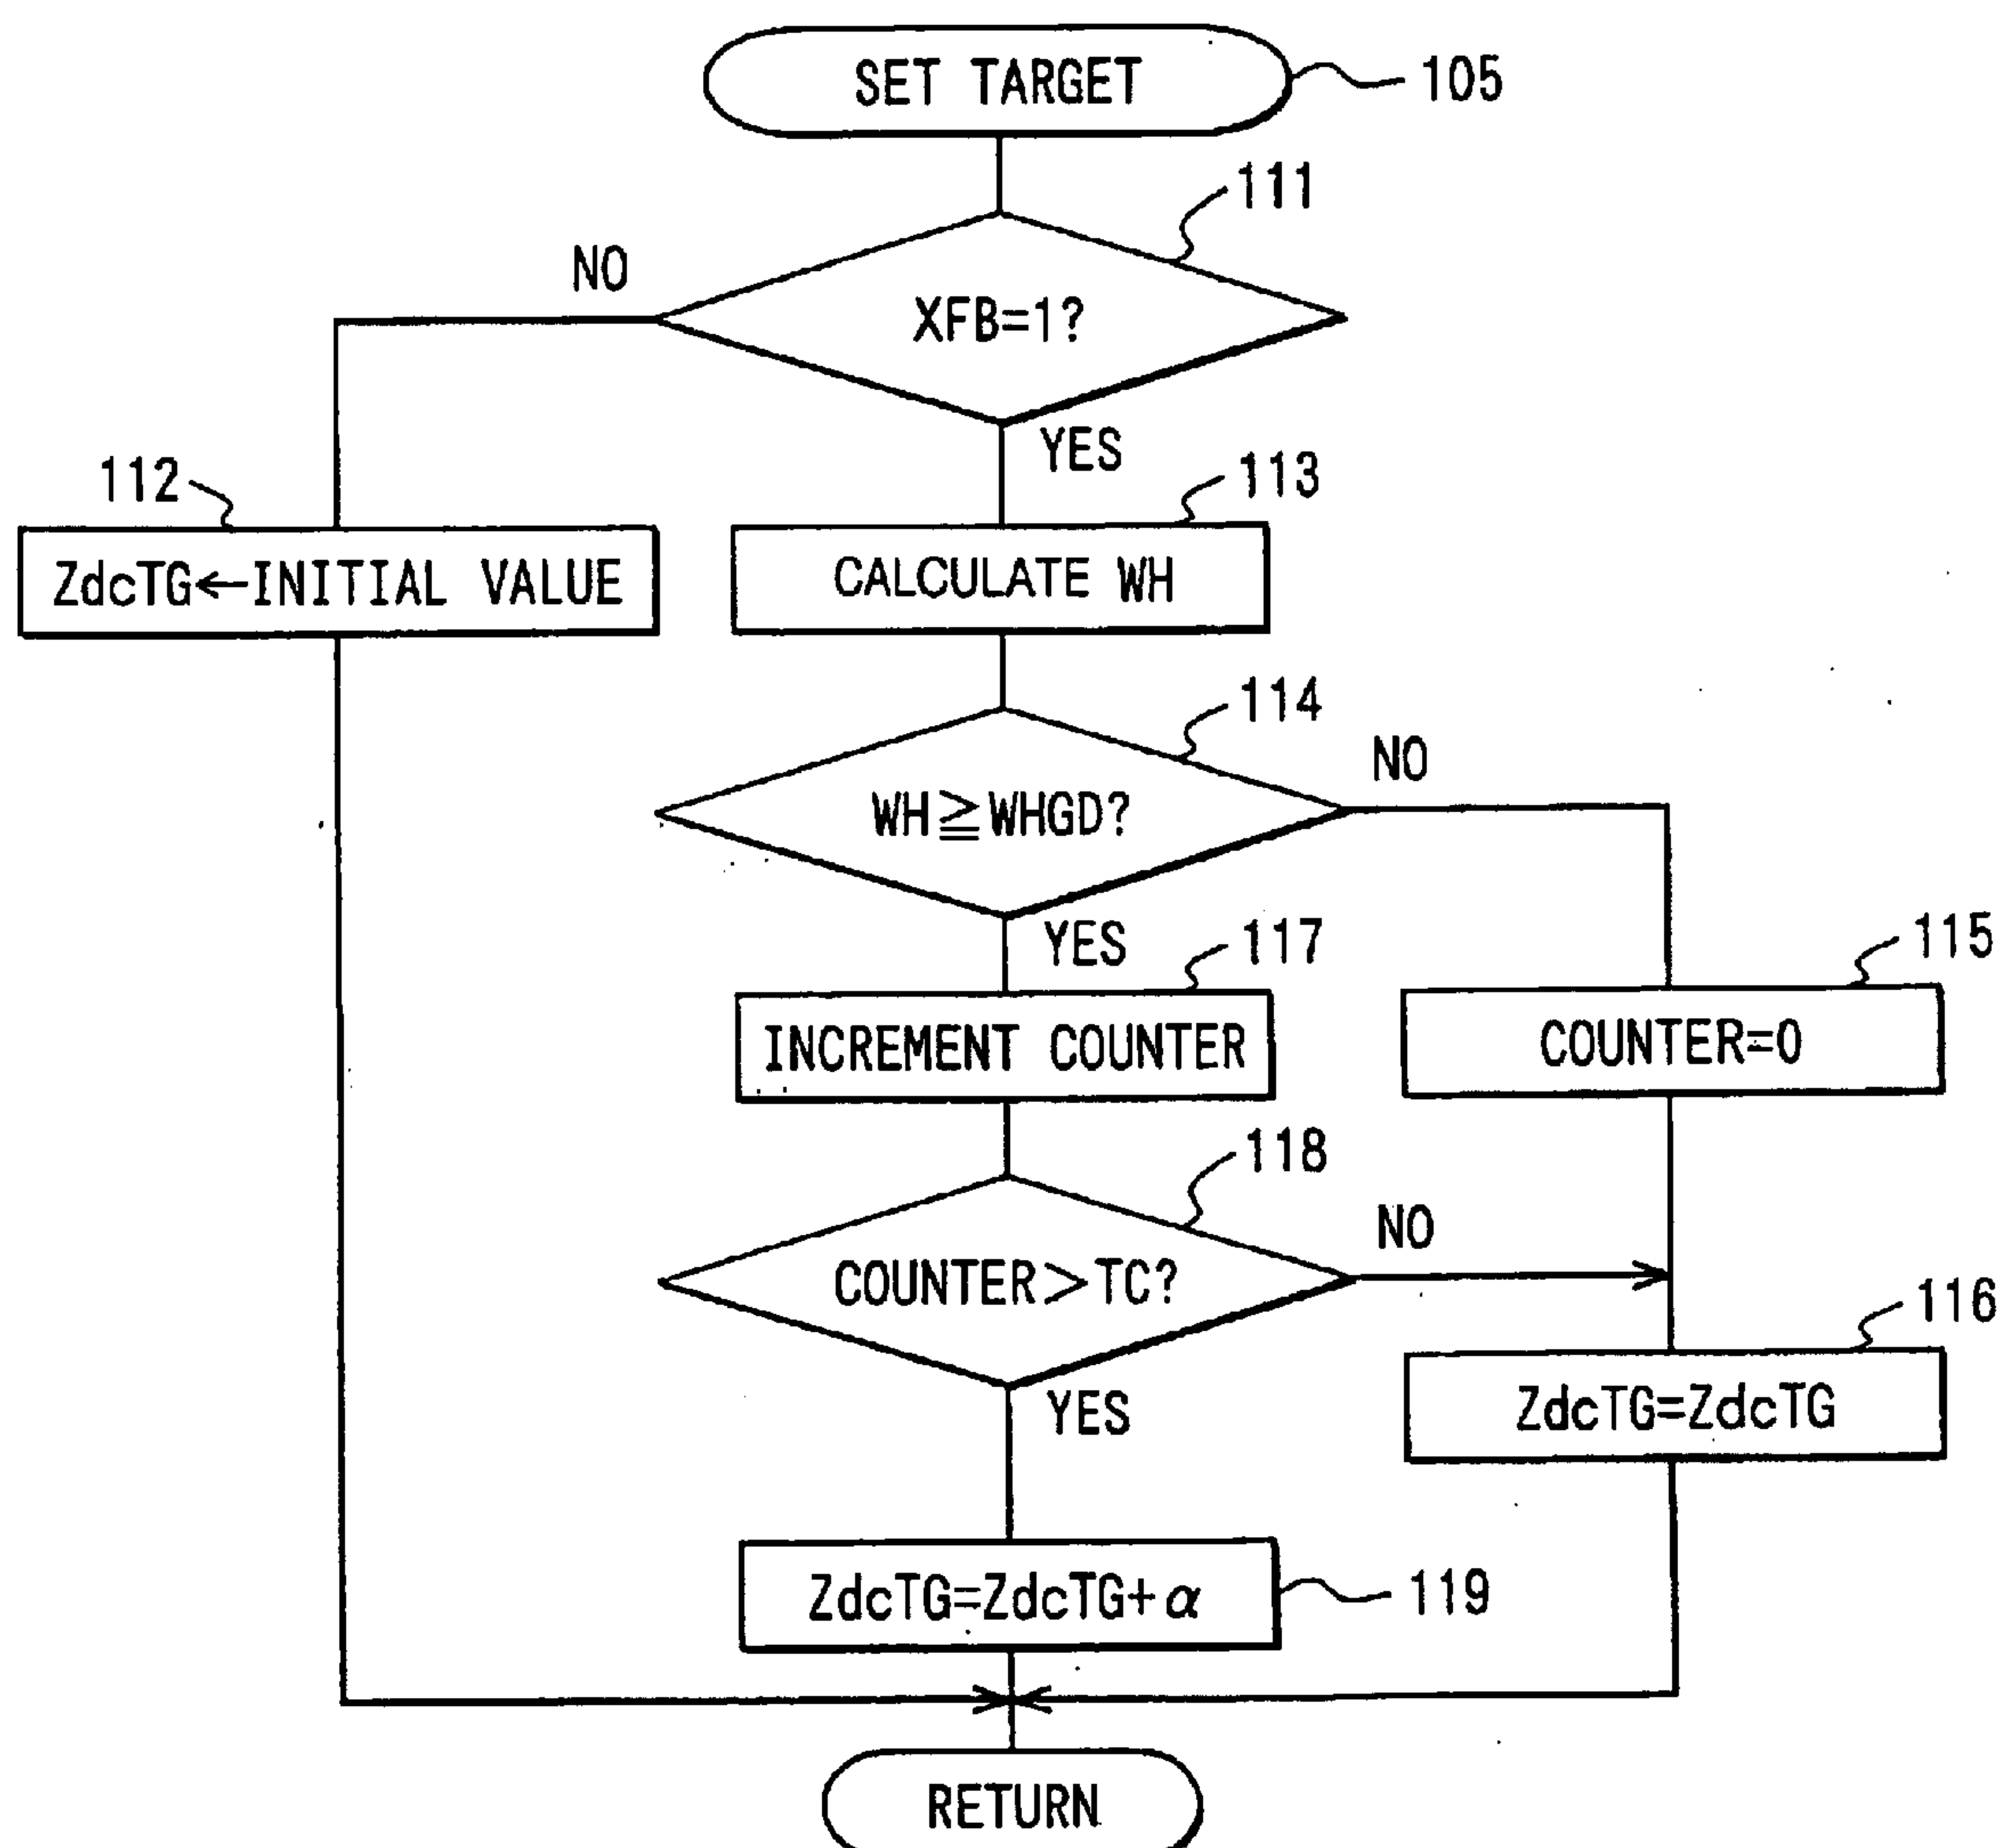 SET TARGET
105
111
NO
XFB=1?
YES
112
113
ZdcTG←INITIAL VALUE
CALCULATE WH
114
NO
WH≧WHGD?
YES
117
115
INCREMENT COUNTER
COUNTER=0
118
NO
COUNTER>TC?
116
YES
ZdcTG=ZdcTG
ZdcTG=ZdcTG+α
119
RETURN